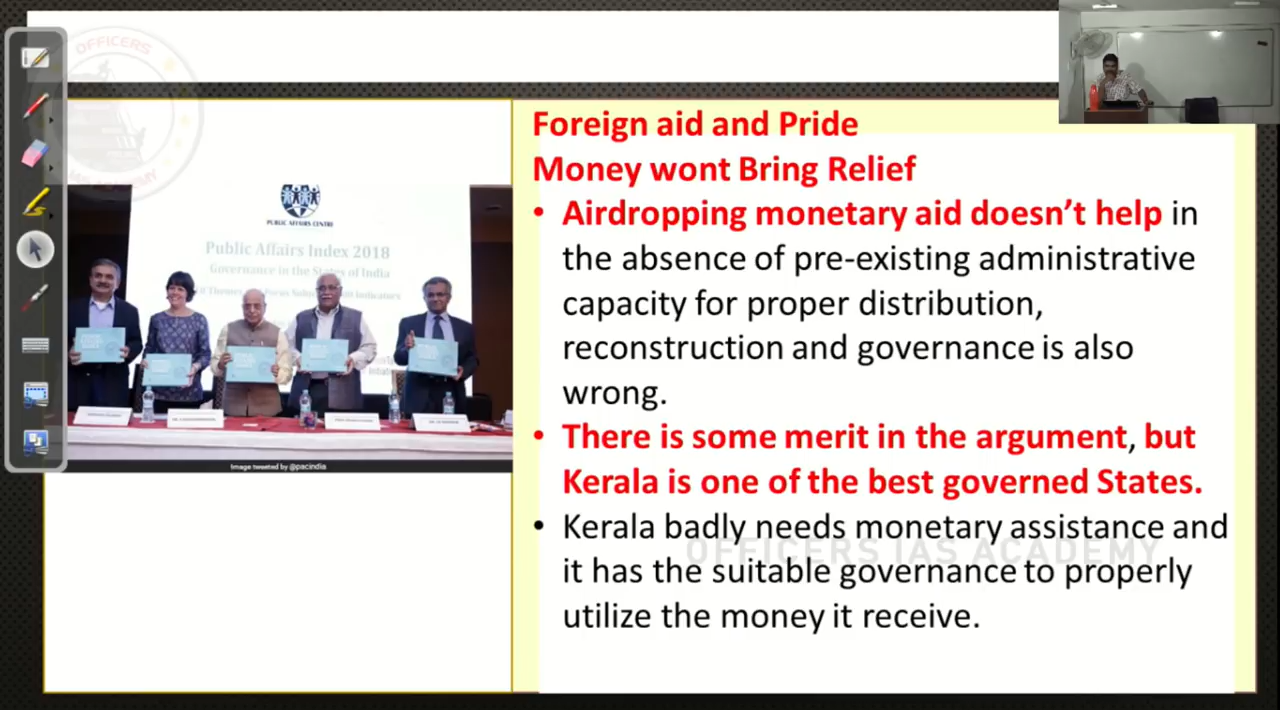 OFFICERS
IAS ACADEMY
PUBLIC AFFAIRS CENTRE
Public Affairs Index 2018
Governance in the States of India
Image tweeted by @pacindia
Foreign aid and Pride
Money wont Bring Relief
• Airdropping monetary aid doesn’t help in
the absence of pre-existing administrative
capacity for proper distribution,
reconstruction and governance is also
wrong.
• There is some merit in the argument, but
Kerala is one of the best governed States.
• Kerala badly needs monetary assistance and
it has the suitable governance to properly
utilize the money it receive.
OFFICERS IAS ACADEMY